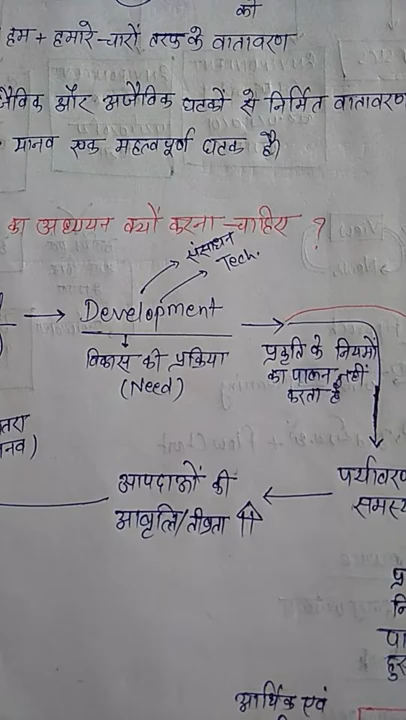 को
हम + हमारे-चारों तरफ के वातावरण
जैविक और अजैविक घटकों से निर्मित वातावरण
मानव एक महत्वपूर्ण घटक है।
का अध्ययन क्यों करना-चाहिए ?
संसाधन
Tech.
Development
विकास की प्रक्रिया
(Need)
प्रकृति के नियमों
का पालन नहीं
करता है
तरा
नव)
आपदाओं की
आवृति/तीव्रता
पर्यावरण
समस्य
प्र
नि
पा
हुए
आर्थिक एवं